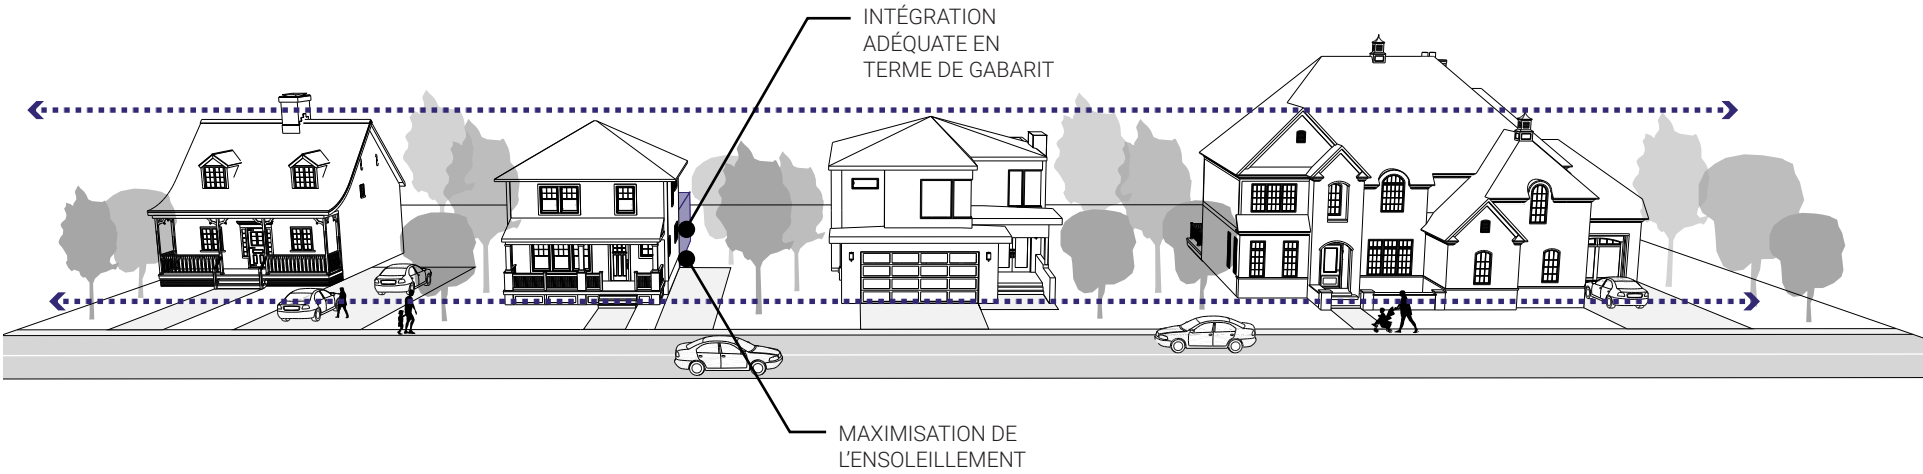 INTÉGRATION
ADÉQUATE EN
TERME DE GABARIT
MAXIMISATION DE
L'ENSOLEILLEMENT